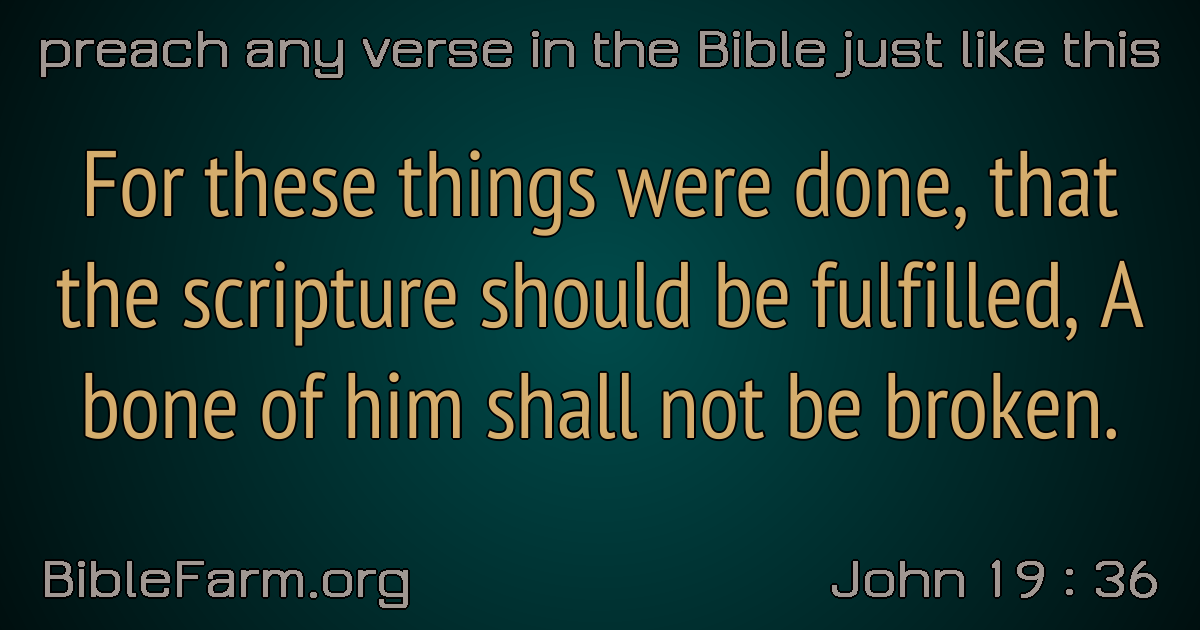 preach any verse in the Bible just like this
For these things were done, that
the scripture should be fulfilled, A
bone of him shall not be broken.
BibleFarm.org
John 19 : 36